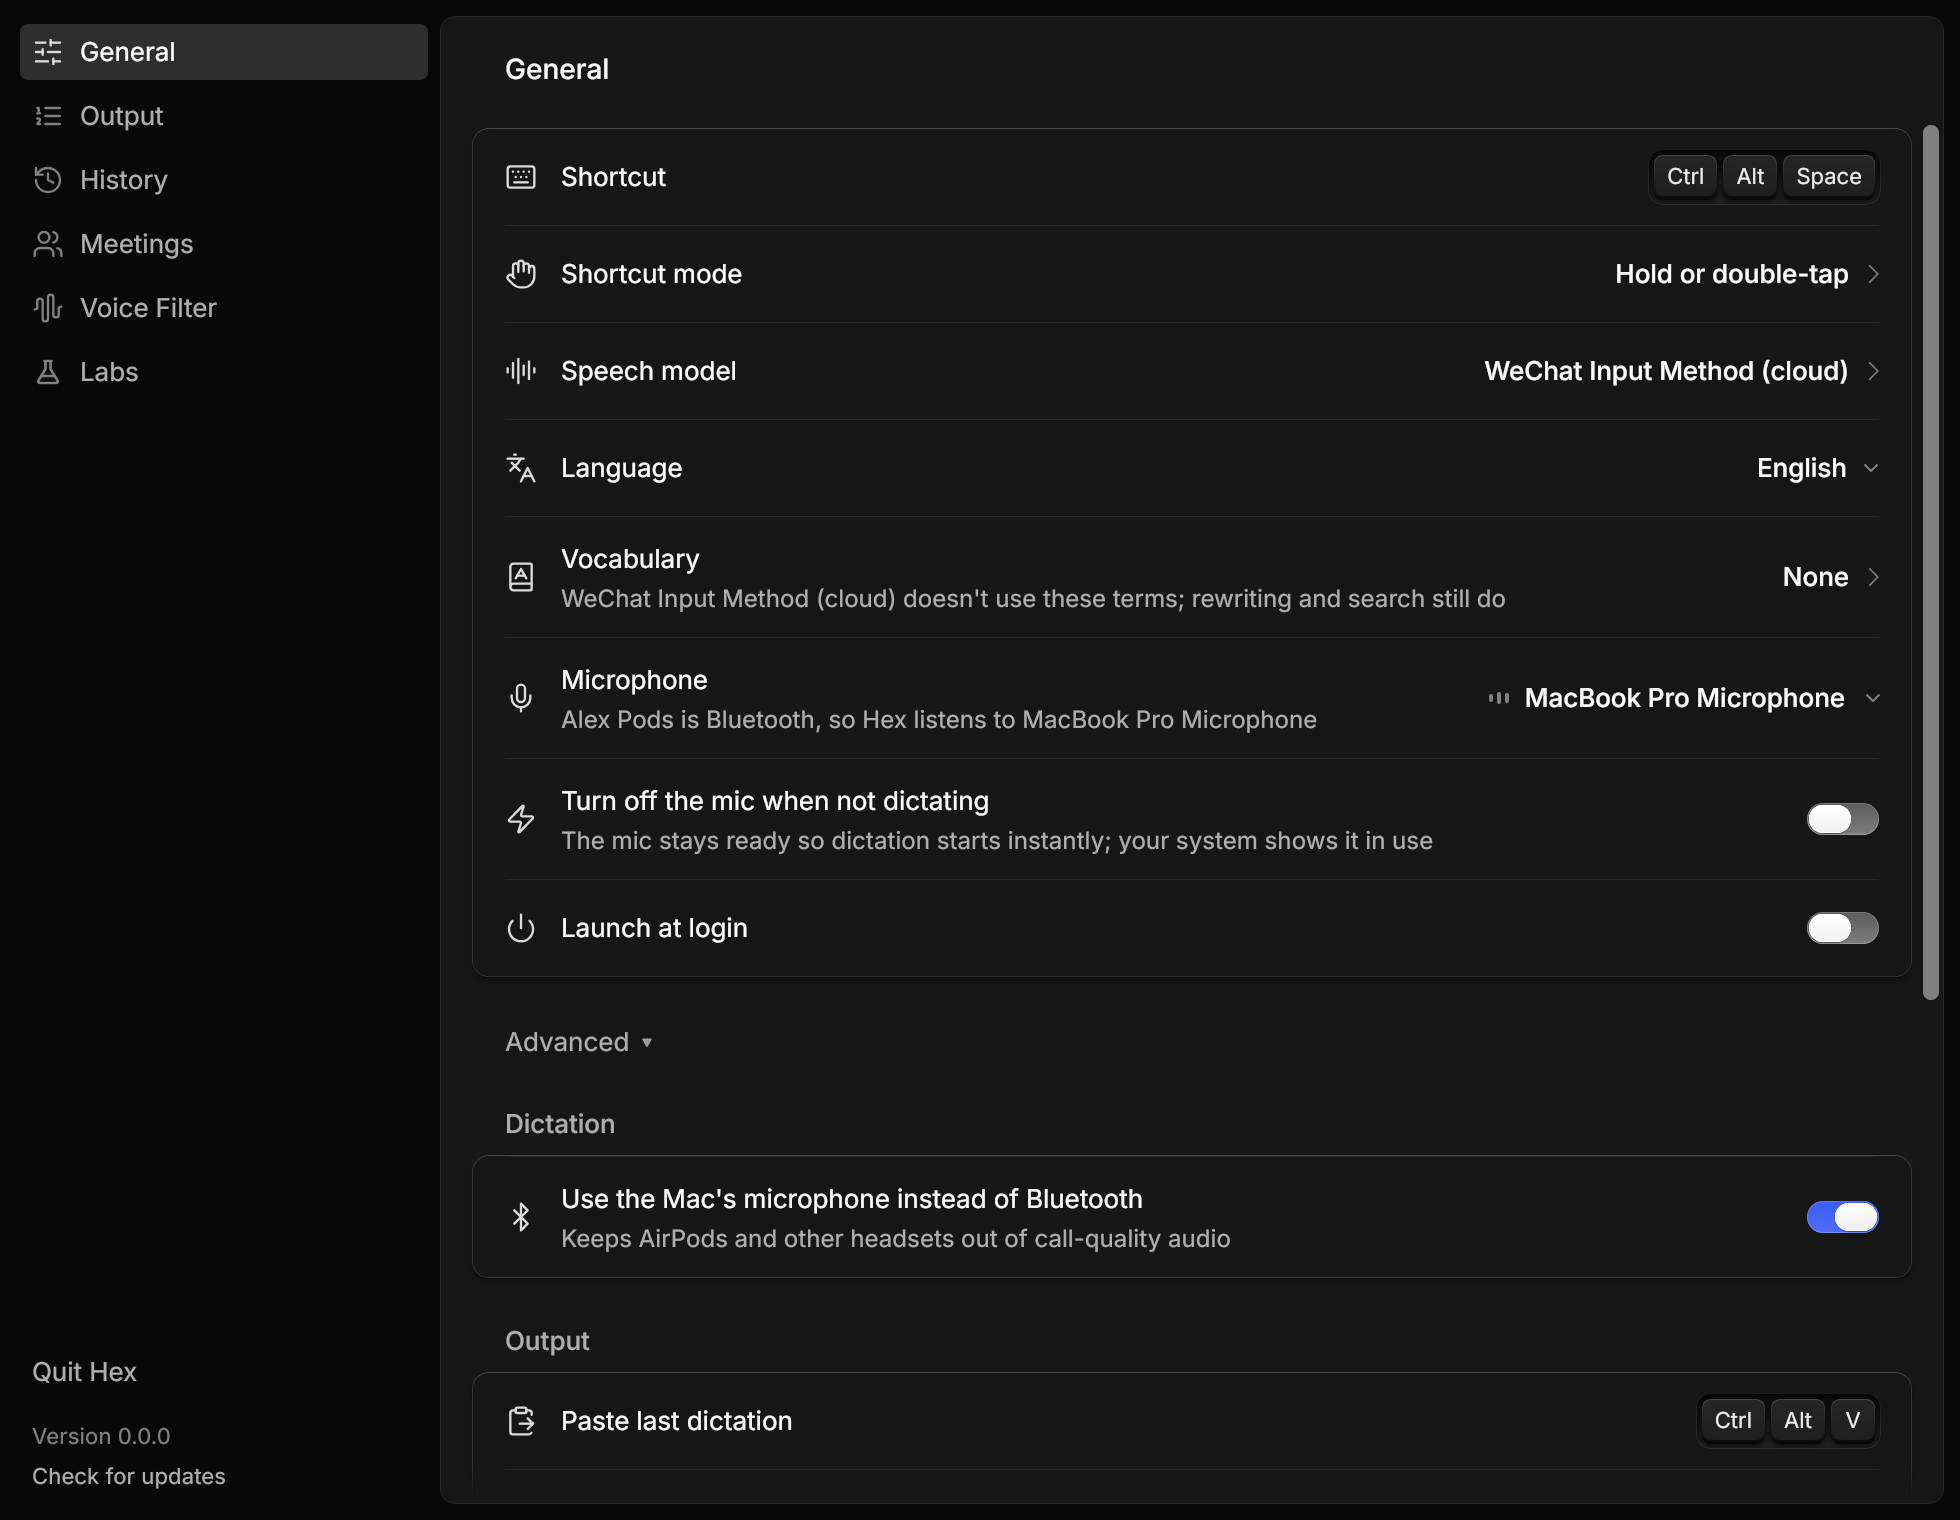 General
Output
History
Meetings
Voice Filter
Labs
Quit Hex
Version 0.0.0
Check for updates
General
Shortcut Ctrl Alt Space
Shortcut mode Hold or double-tap
Speech model WeChat Input Method (cloud)
Language English
Vocabulary
WeChat Input Method (cloud) doesn't use these terms; rewriting and search still do
None
Microphone
Alex Pods is Bluetooth, so Hex listens to MacBook Pro Microphone
MacBook Pro Microphone
Turn off the mic when not dictating
The mic stays ready so dictation starts instantly; your system shows it in use
Launch at login
Advanced
Dictation
Use the Mac's microphone instead of Bluetooth
Keeps AirPods and other headsets out of call-quality audio
Output
Paste last dictation Ctrl Alt V